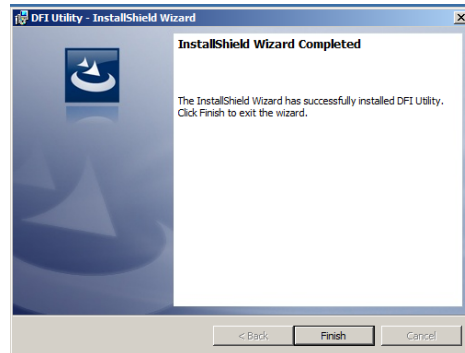 DFI Utility - InstallShield Wizard
InstallShield Wizard Completed
The InstallShield Wizard has successfully installed DFI Utility.
Click Finish to exit the wizard.
< Back
Finish
Cancel